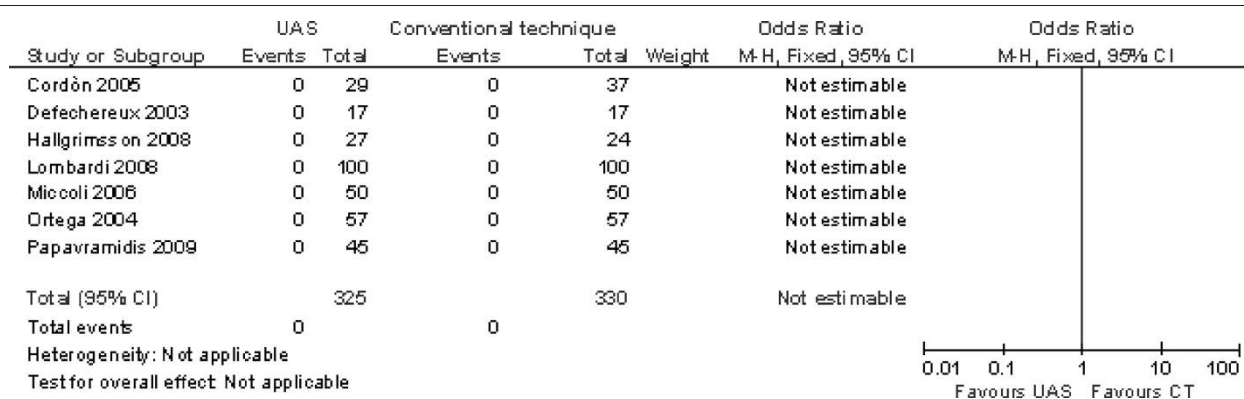 UAS Conventional technique Odds Ratio Odds Ratio
Study or Subgroup Events Total Events Total Weight M-H, Fixed, 95% CI M-H, Fixed, 95% CI
Cordòn 2005 0 29 0 37 Not estimable
Defechereux 2003 0 17 0 17 Not estimable
Hallgrimsson 2008 0 27 0 24 Not estimable
Lombardi 2008 0 100 0 100 Not estimable
Miccoli 2006 0 50 0 50 Not estimable
Ortega 2004 0 57 0 57 Not estimable
Papavramidis 2009 0 45 0 45 Not estimable
Total (95% CI) 325 330 Not estimable
Total events 0 0
Heterogeneity: Not applicable
Test for overall effect: Not applicable
0.01 0.1 1 10 100
Favours UAS Favours CT